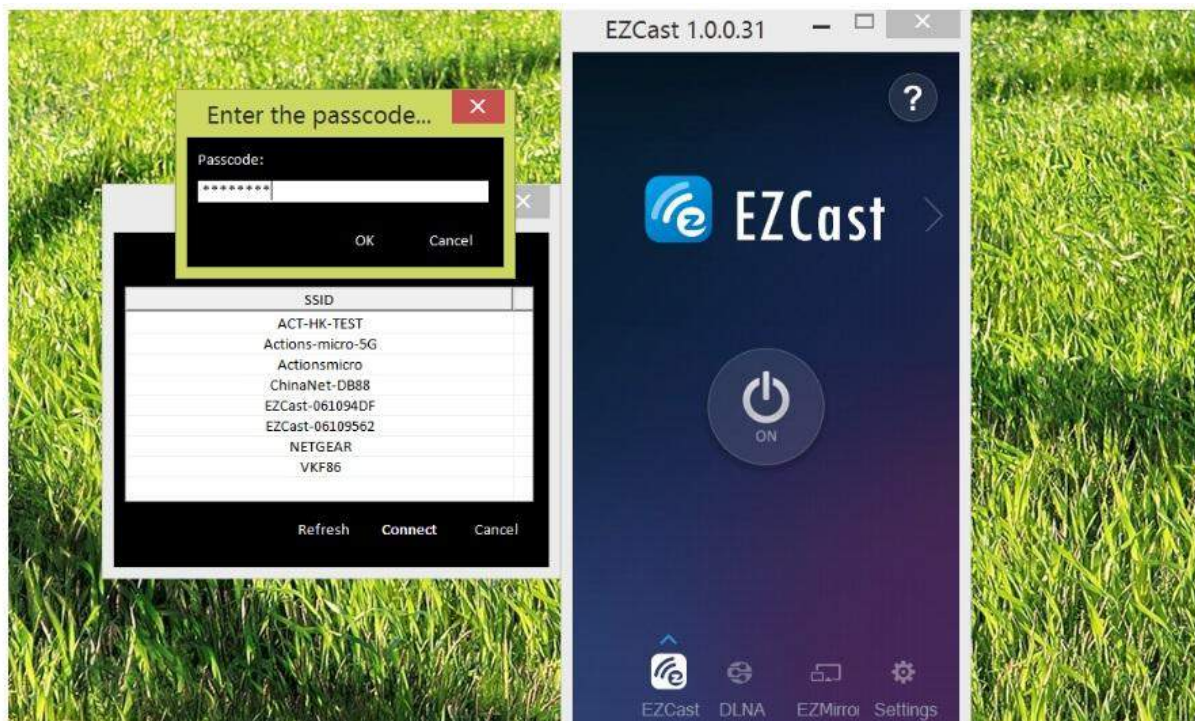 EZCast 1.0.0.31
?
Enter the passcode...
Passcode:
********
OK Cancel
SSID
ACT-HK-TEST
Actions-micro-5G
Actionsmicro
ChinaNet-DB88
EZCast-061094DF
EZCast-06109562
NETGEAR
VKF86
Refresh Connect Cancel
EZCast
ON
EZCast DLNA EZMirroi Settings